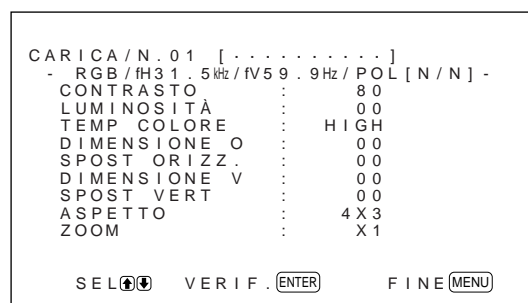 CARICA/N.01 [··········]
- RGB/fH31.5kHz/fV59.9Hz/POL[N/N]-
CONTRASTO : 80
LUMINOSITÀ : 00
TEMP COLORE : HIGH
DIMENSIONE O : 00
SPOST ORIZZ. : 00
DIMENSIONE V : 00
SPOST VERT : 00
ASPETTO : 4X3
ZOOM : X1
SEL⬆⬇ VERIF.ENTER FINE MENU